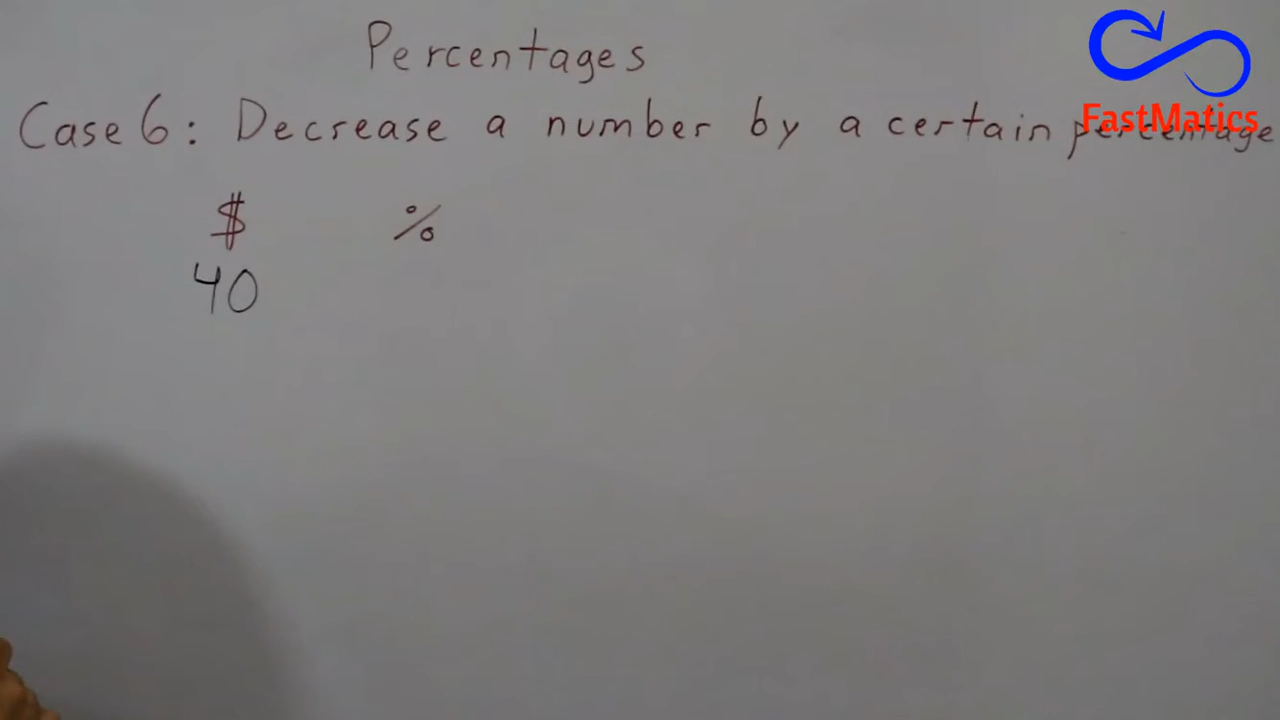 Percentages
FastMatics
Case 6: Decrease a number by a certain percentage
$ %
40